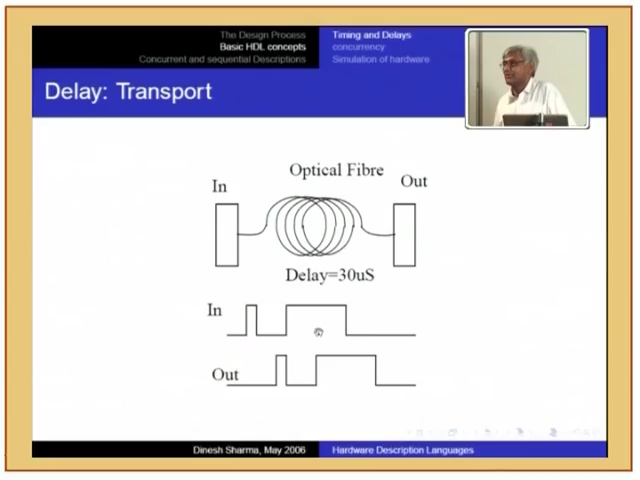 The Design Process
Basic HDL concepts
Concurrent and sequential Descriptions
Timing and Delays
concurrency
Simulation of hardware
Delay: Transport
Optical Fibre
In
Out
Delay=30uS
In
Out
Dinesh Sharma, May 2006
Hardware Description Languages